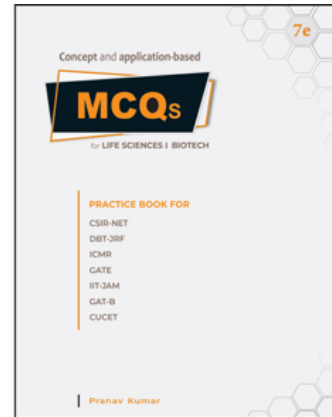 7e
Concept and application-based
MCQs
for LIFE SCIENCES | BIOTECH
PRACTICE BOOK FOR
CSIR-NET
DBT-JRF
ICMR
GATE
IIT-JAM
GAT-B
CUCET
Pranav Kumar